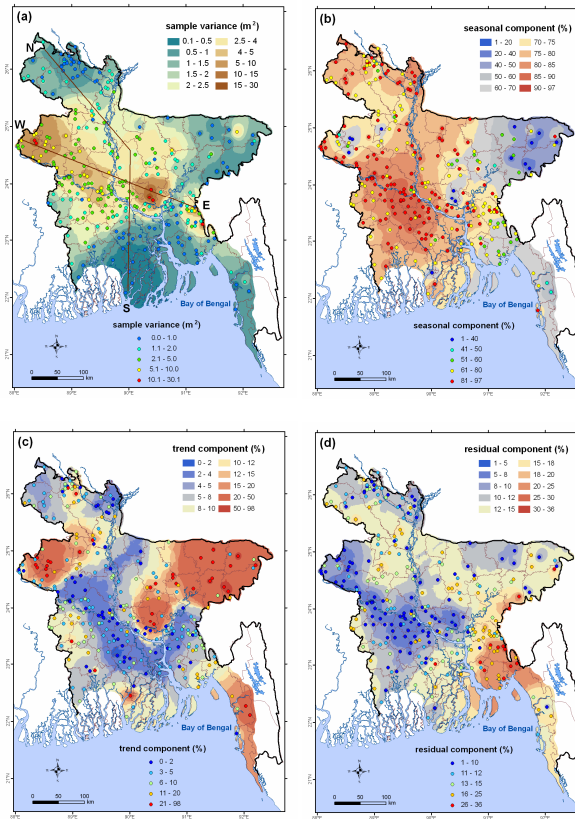 (a)
sample variance (m²)
0.1 - 0.5
2.5 - 4
0.5 - 1
4 - 5
1 - 1.5
5 - 10
1.5 - 2
10 - 15
2 - 2.5
15 - 30
N
W
E
S
Bay of Bengal
sample variance (m²)
0.0 - 1.0
1.1 - 2.0
2.1 - 5.0
5.1 - 10.0
10.1 - 30.1
0 50 100
km
(b)
seasonal component (%)
1 - 20
70 - 75
20 - 40
75 - 80
40 - 50
80 - 85
50 - 60
85 - 90
60 - 70
90 - 97
Bay of Bengal
seasonal component (%)
1 - 40
41 - 50
51 - 60
61 - 80
81 - 97
0 50 100
km
(c)
trend component (%)
0 - 2
10 - 12
2 - 4
12 - 15
4 - 5
15 - 20
5 - 8
20 - 50
8 - 10
50 - 98
Bay of Bengal
trend component (%)
0 - 2
3 - 5
6 - 10
11 - 20
21 - 98
0 50 100
km
(d)
residual component (%)
1 - 5
15 - 18
5 - 8
18 - 20
8 - 10
20 - 25
10 - 12
25 - 30
12 - 15
30 - 36
Bay of Bengal
residual component (%)
1 - 10
11 - 12
13 - 15
16 - 25
26 - 36
0 50 100
km